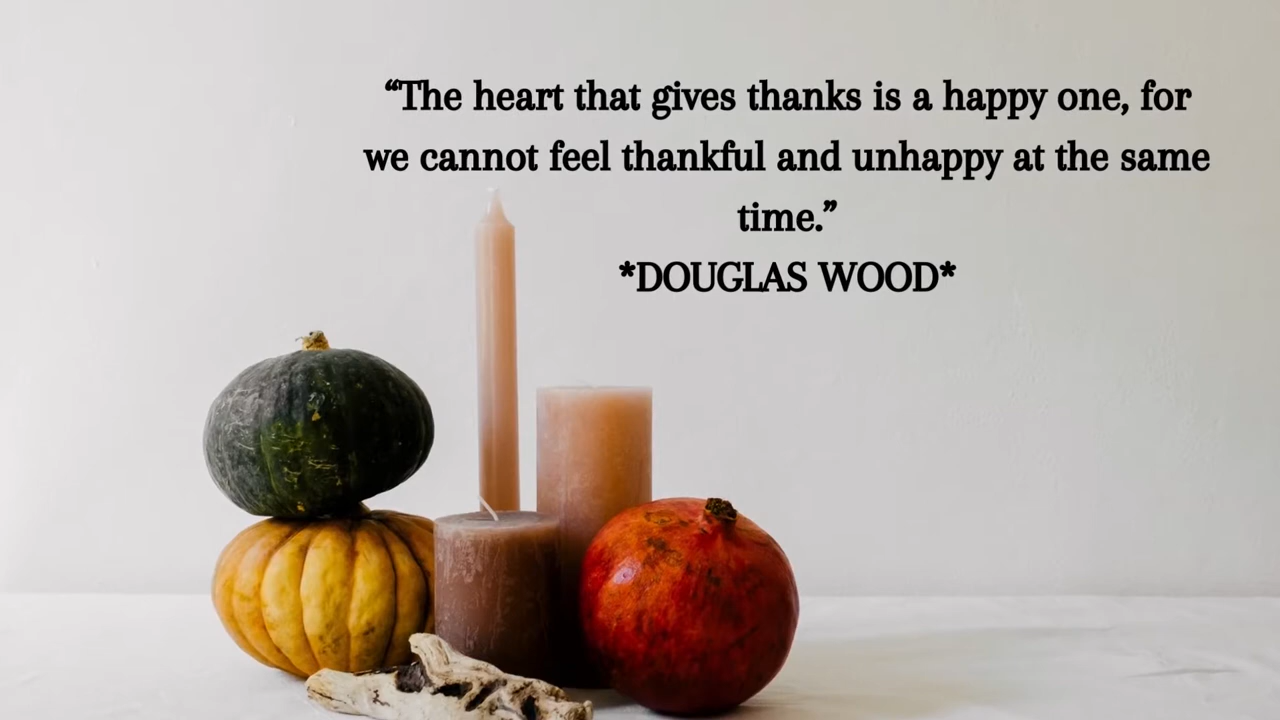 “The heart that gives thanks is a happy one, for
we cannot feel thankful and unhappy at the same
time.”
*DOUGLAS WOOD*